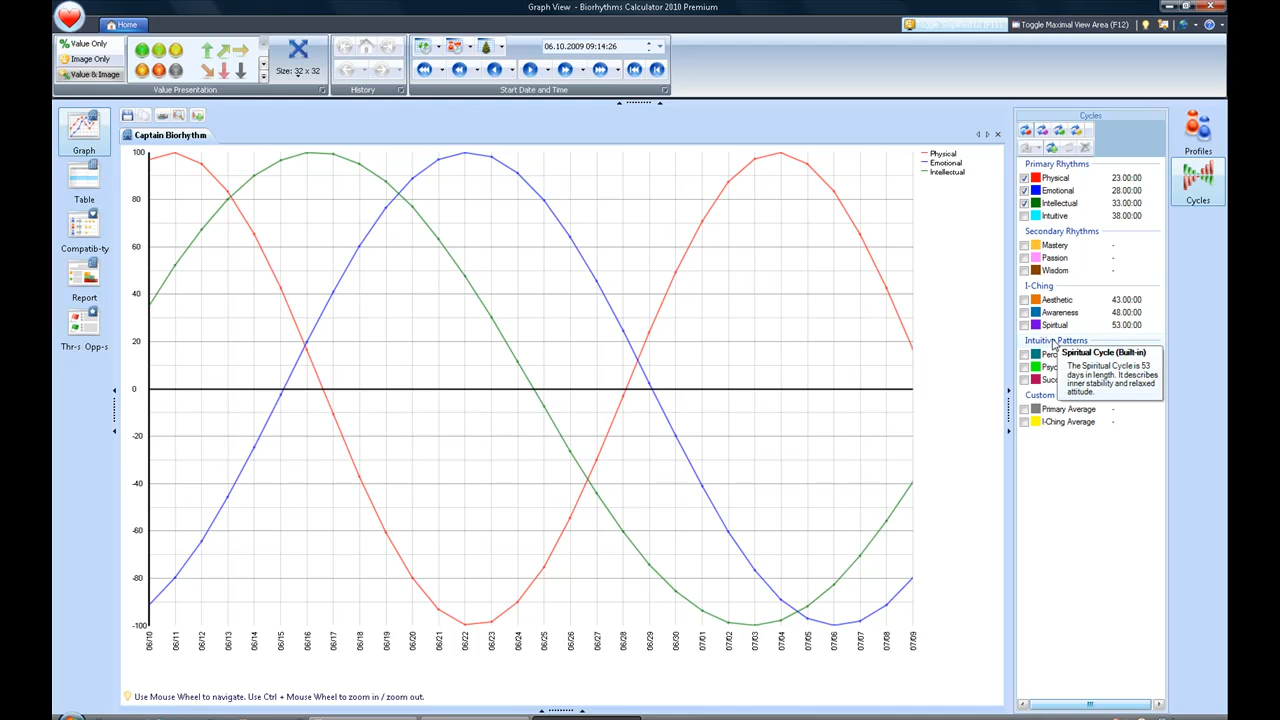 Graph View - Biorhythms Calculator 2010 Premium
Home
Toggle Maximal View Area (F12)
Value Only
Image Only
Value & Image
Size: 32 x 32
Value Presentation
History
06.10.2009 09:14:26
Start Date and Time
Graph
Table
Compatib-ty
Report
Thr-s Opp-s
Captain Biorhythm
100
80
60
40
20
0
-20
-40
-60
-80
-100
06/10
06/11
06/12
06/13
06/14
06/15
06/16
06/17
06/18
06/19
06/20
06/21
06/22
06/23
06/24
06/25
06/26
06/27
06/28
06/29
06/30
07/01
07/02
07/03
07/04
07/05
07/06
07/07
07/08
07/09
Physical
Emotional
Intellectual
Use Mouse Wheel to navigate. Use Ctrl + Mouse Wheel to zoom in / zoom out.
Cycles
Primary Rhythms
Physical 23.00:00
Emotional 28.00:00
Intellectual 33.00:00
Intuitive 38.00:00
Secondary Rhythms
Mastery -
Passion -
Wisdom -
I-Ching
Aesthetic 43.00:00
Awareness 48.00:00
Spiritual 53.00:00
Intuitive Patterns
Spiritual Cycle (Built-in)
The Spiritual Cycle is 53
days in length. It describes
inner stability and relaxed
attitude.
Custom
Primary Average -
I-Ching Average -
Profiles
Cycles